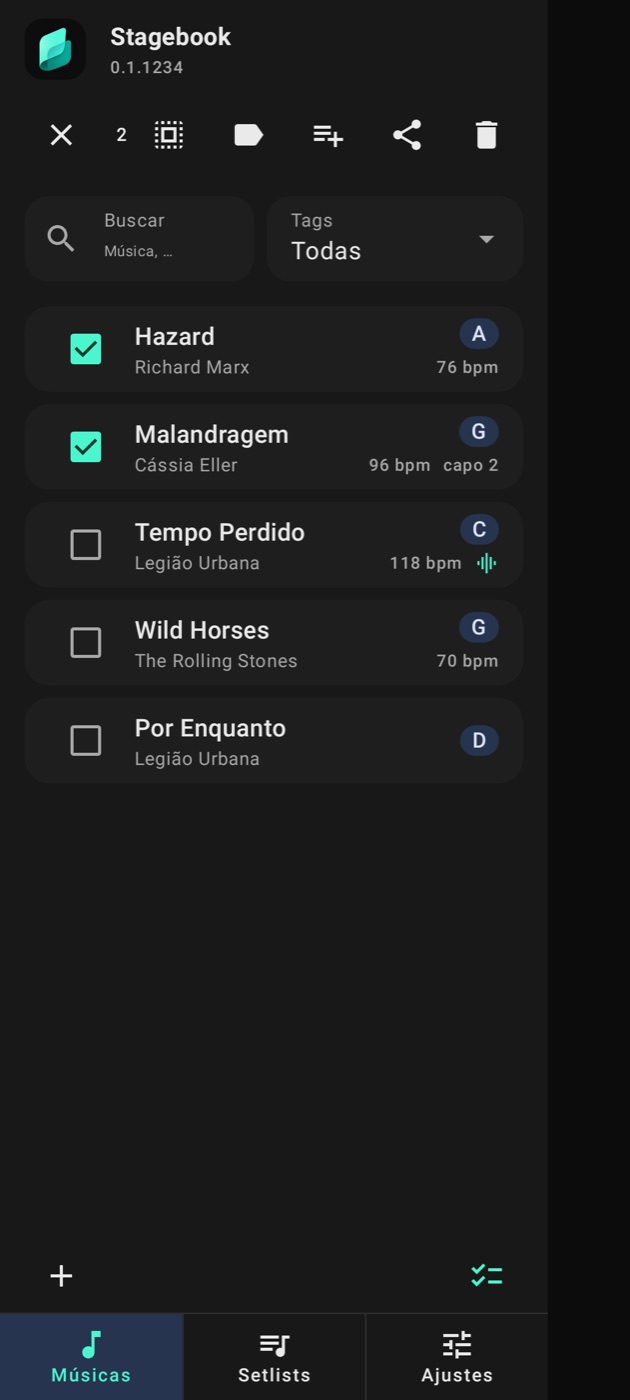 Stagebook
0.1.1234
2
Buscar
Música, ...
Tags
Todas
Hazard
A
Richard Marx
76 bpm
Malandragem
G
Cássia Eller
96 bpm capo 2
Tempo Perdido
C
Legião Urbana
118 bpm
Wild Horses
G
The Rolling Stones
70 bpm
Por Enquanto
D
Legião Urbana
Músicas
Setlists
Ajustes